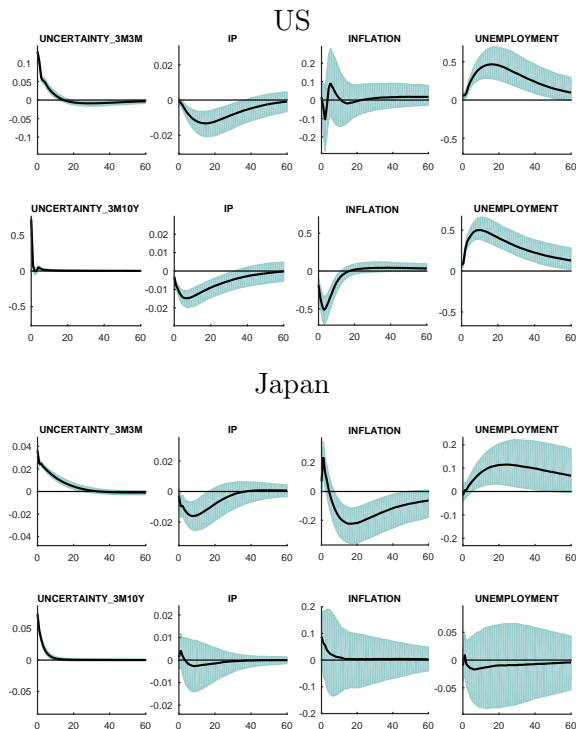 US
UNCERTAINTY_3M3M IP INFLATION UNEMPLOYMENT
0.1 0.05 0 -0.05 -0.1
0 20 40 60
0.02 0 -0.02
0 20 40 60
0.2 0.1 0 -0.1 -0.2
0 20 40 60
0.5 0 -0.5
0 20 40 60
UNCERTAINTY_3M10Y IP INFLATION UNEMPLOYMENT
0.5 0 -0.5
0 20 40 60
0.02 0.01 0 -0.01 -0.02
0 20 40 60
0.5 0 -0.5
0 20 40 60
0.5 0 -0.5
0 20 40 60
Japan
UNCERTAINTY_3M3M IP INFLATION UNEMPLOYMENT
0.04 0.02 0 -0.02 -0.04
0 20 40 60
0.02 0 -0.02
0 20 40 60
0.2 0 -0.2
0 20 40 60
0.2 0.1 0 -0.1 -0.2
0 20 40 60
UNCERTAINTY_3M10Y IP INFLATION UNEMPLOYMENT
0.05 0 -0.05
0 20 40 60
0.02 0.01 0 -0.01 -0.02
0 20 40 60
0.2 0.1 0 -0.1 -0.2
0 20 40 60
0.05 0 -0.05
0 20 40 60